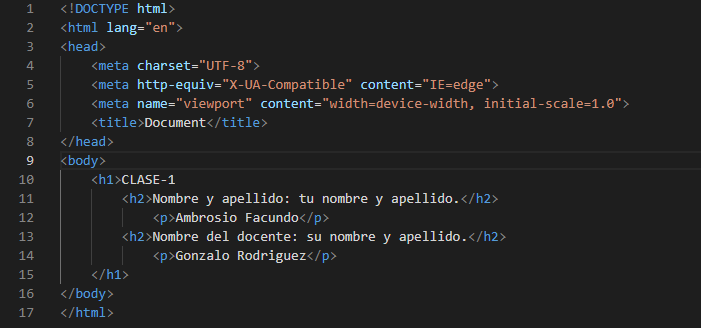 1 <!DOCTYPE html>
2 <html lang="en">
3 <head>
4     <meta charset="UTF-8">
5     <meta http-equiv="X-UA-Compatible" content="IE=edge">
6     <meta name="viewport" content="width=device-width, initial-scale=1.0">
7     <title>Document</title>
8 </head>
9 <body>
10     <h1>CLASE-1
11         <h2>Nombre y apellido: tu nombre y apellido.</h2>
12             <p>Ambrosio Facundo</p>
13         <h2>Nombre del docente: su nombre y apellido.</h2>
14             <p>Gonzalo Rodriguez</p>
15     </h1>
16 </body>
17 </html>